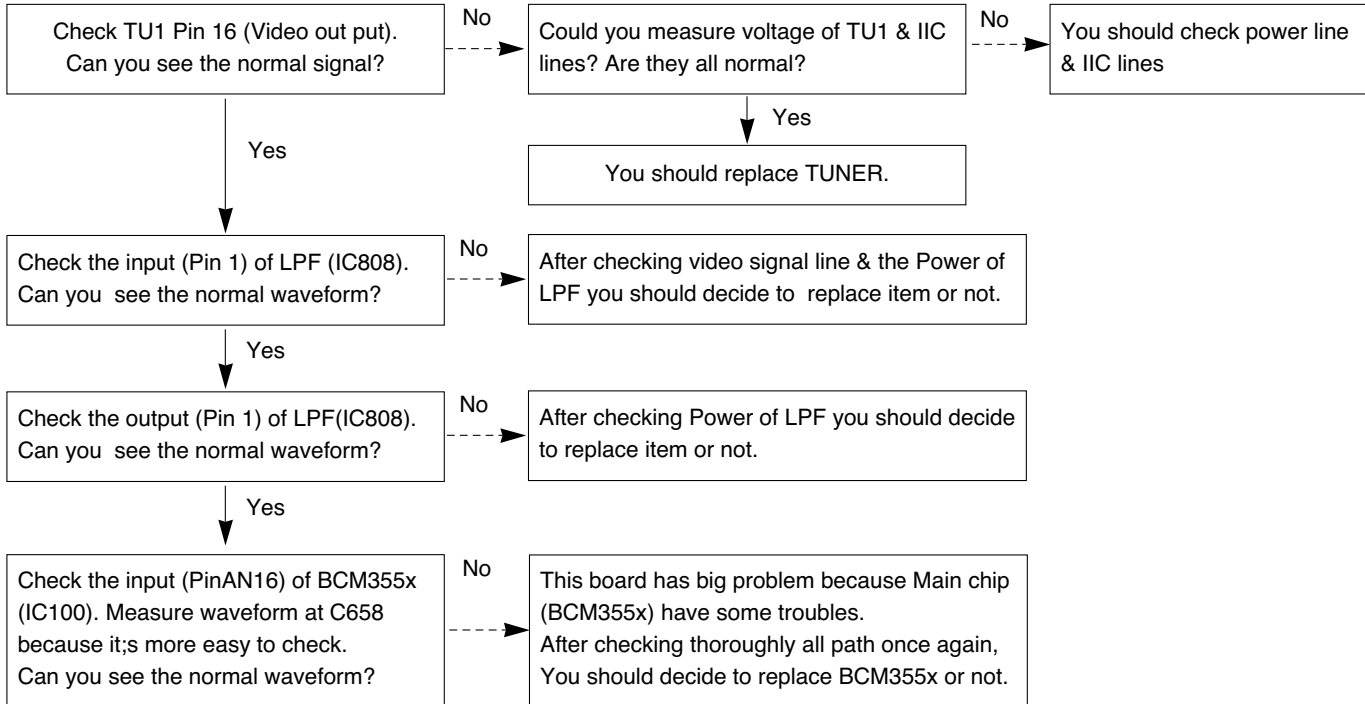 Check TU1 Pin 16 (Video out put).
Can you see the normal signal?
No
Could you measure voltage of TU1 & IIC
lines? Are they all normal?
No
You should check power line
& IIC lines
Yes
You should replace TUNER.
Yes
Check the input (Pin 1) of LPF (IC808).
Can you  see the normal waveform?
No
After checking video signal line & the Power of
LPF you should decide to  replace item or not.
Yes
Check the output (Pin 1) of LPF(IC808).
Can you  see the normal waveform?
No
After checking Power of LPF you should decide
to replace item or not.
Yes
Check the input (PinAN16) of BCM355x
(IC100). Measure waveform at C658
because it;s more easy to check.
Can you see the normal waveform?
No
This board has big problem because Main chip
(BCM355x) have some troubles.
After checking thoroughly all path once again,
You should decide to replace BCM355x or not.